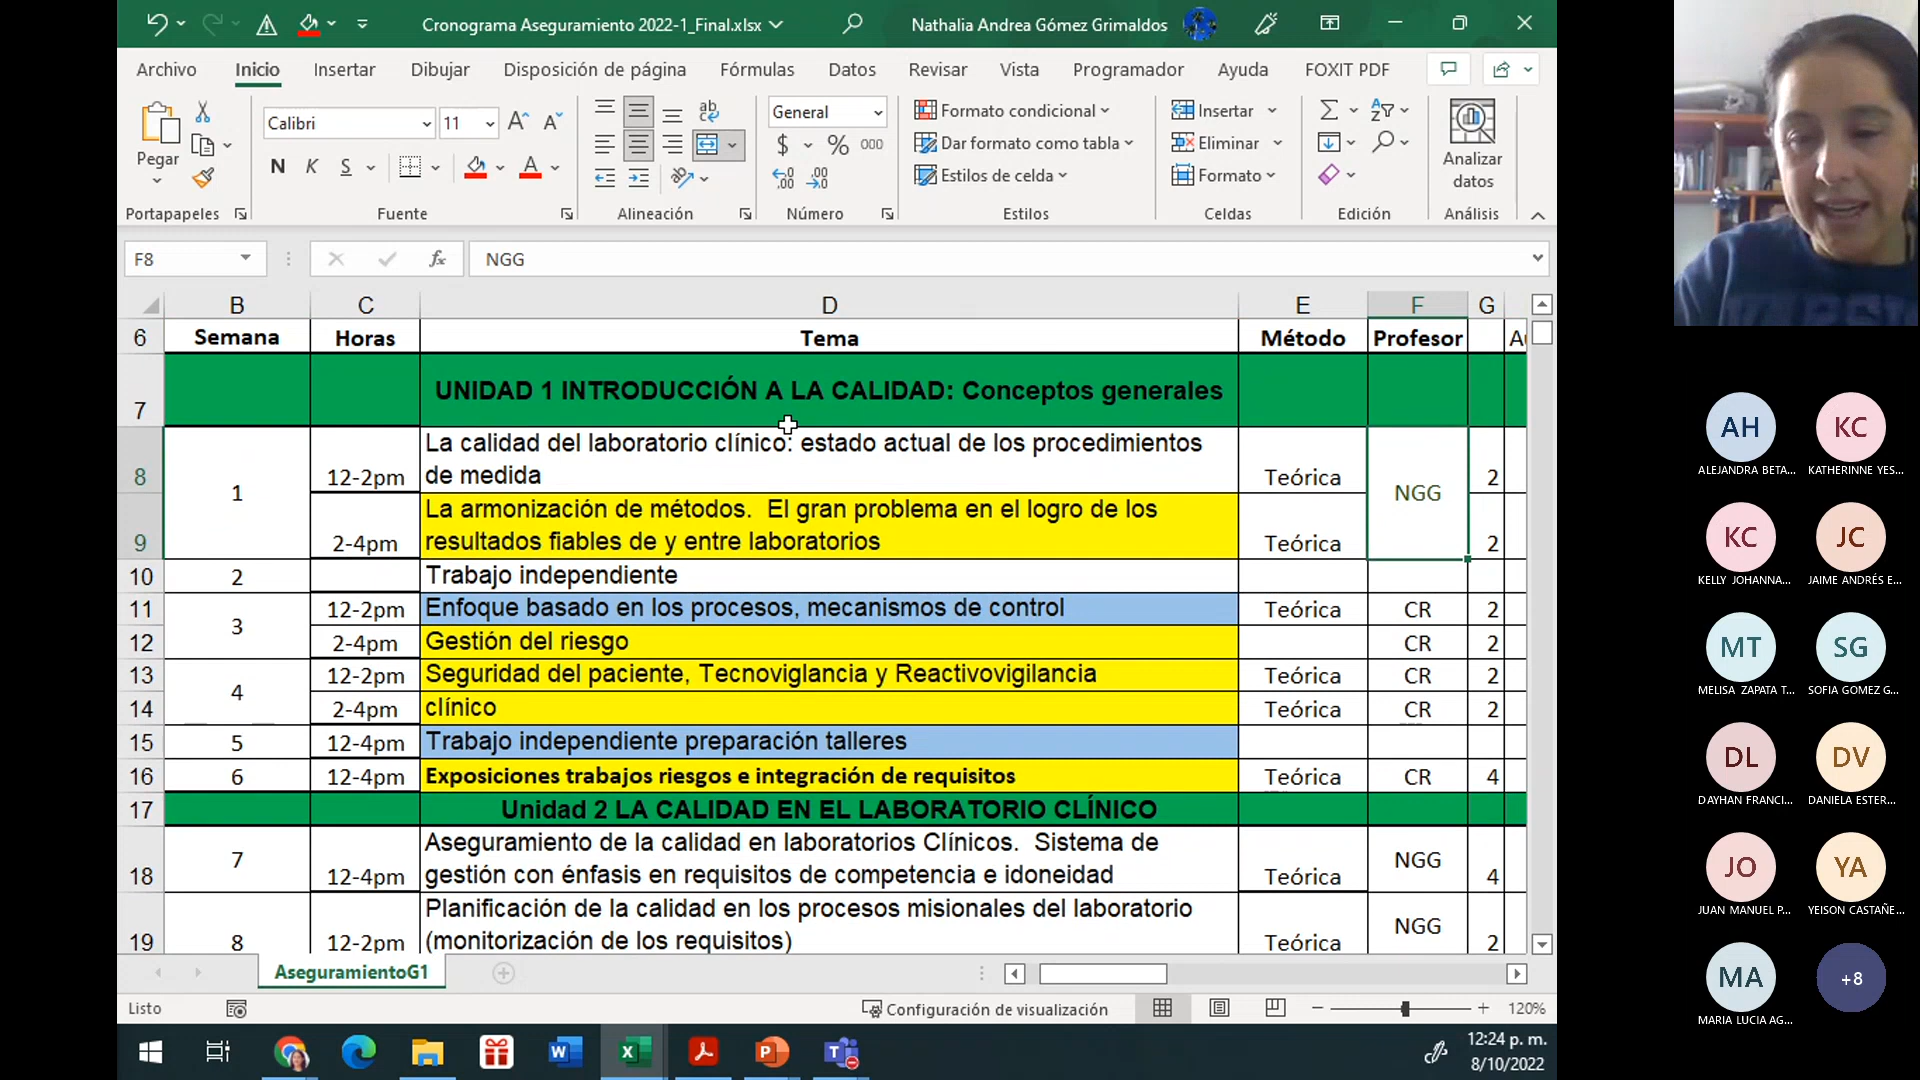 Cronograma Aseguramiento 2022-1_Final.xlsx
Nathalia Andrea Gómez Grimaldos
Archivo Inicio Insertar Dibujar Disposición de página Fórmulas Datos Revisar Vista Programador Ayuda FOXIT PDF
Pegar
Calibri 11
N K S
General
$ % 000
Formato condicional
Dar formato como tabla
Estilos de celda
Insertar
Eliminar
Formato
Analizar
datos
Portapapeles Fuente Alineación Número Estilos Celdas Edición Análisis
F8 fx NGG
B C D E F G
6 Semana Horas Tema Método Profesor
7 UNIDAD 1 INTRODUCCIÓN A LA CALIDAD: Conceptos generales
8 1 12-2pm La calidad del laboratorio clínico: estado actual de los procedimientos
de medida Teórica NGG 2
9 2-4pm La armonización de métodos. El gran problema en el logro de los
resultados fiables de y entre laboratorios Teórica 2
10 2 Trabajo independiente
11 3 12-2pm Enfoque basado en los procesos, mecanismos de control Teórica CR 2
12 2-4pm Gestión del riesgo CR 2
13 4 12-2pm Seguridad del paciente, Tecnoviglancia y Reactivovigilancia Teórica CR 2
14 2-4pm clínico Teórica CR 2
15 5 12-4pm Trabajo independiente preparación talleres
16 6 12-4pm Exposiciones trabajos riesgos e integración de requisitos Teórica CR 4
17 Unidad 2 LA CALIDAD EN EL LABORATORIO CLÍNICO
18 7 12-4pm Aseguramiento de la calidad en laboratorios Clínicos. Sistema de
gestión con énfasis en requisitos de competencia e idoneidad Teórica NGG 4
19 8 12-2pm Planificación de la calidad en los procesos misionales del laboratorio
(monitorización de los requisitos) Teórica NGG 2
AseguramientoG1
Listo Configuración de visualización 120%
12:24 p. m.
8/10/2022
AH KC
ALEJANDRA BETA... KATHERINNE YES...
KC JC
KELLY JOHANNA... JAIME ANDRÉS E...
MT SG
MELISA ZAPATA T... SOFIA GOMEZ G...
DL DV
DAYHAN FRANCI... DANIELA ESTER...
JO YA
JUAN MANUEL P... YEISON CASTAÑE...
MA +8
MARIA LUCIA AG...